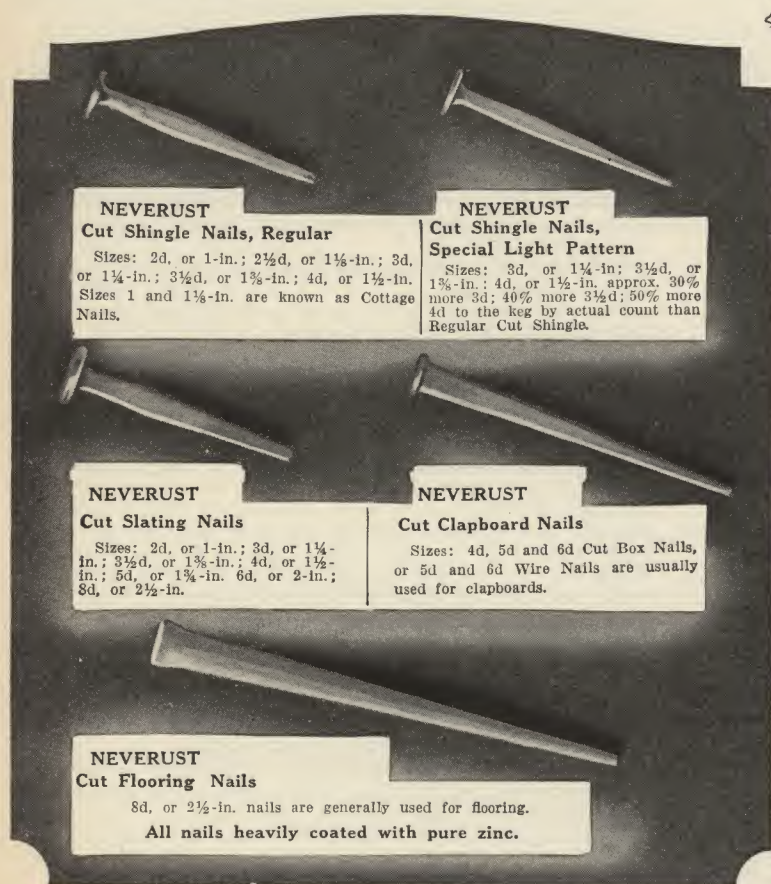 NEVERUST
Cut Shingle Nails, Regular
Sizes: 2d, or 1-in.; 2½d, or 1⅛-in.; 3d,
or 1¼-in.; 3½d, or 1⅜-in.; 4d, or 1½-in.
Sizes 1 and 1⅛-in. are known as Cottage
Nails.
NEVERUST
Cut Shingle Nails,
Special Light Pattern
Sizes: 3d, or 1¼-in; 3½d, or
1⅜-in.; 4d, or 1½-in. approx. 30%
more 3d; 40% more 3½d; 50% more
4d to the keg by actual count than
Regular Cut Shingle.
NEVERUST
Cut Slating Nails
Sizes: 2d, or 1-in.; 3d, or 1¼-
in.; 3½d, or 1⅜-in.; 4d, or 1½-
in.; 5d, or 1¾-in. 6d, or 2-in.;
8d, or 2½-in.
NEVERUST
Cut Clapboard Nails
Sizes: 4d, 5d and 6d Cut Box Nails,
or 5d and 6d Wire Nails are usually
used for clapboards.
NEVERUST
Cut Flooring Nails
8d, or 2½-in. nails are generally used for flooring.
All nails heavily coated with pure zinc.